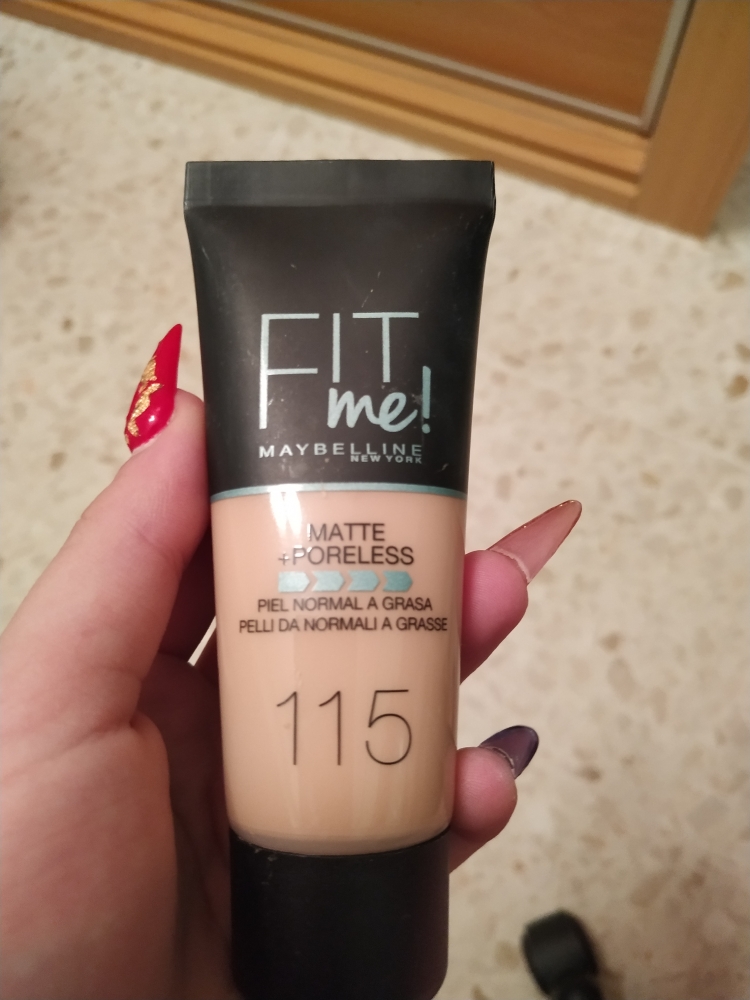 FIT
me!
MAYBELLINE
NEW YORK
MATTE
+PORELESS
PIEL NORMAL A GRASA
PELLI DA NORMALI A GRASSE
115